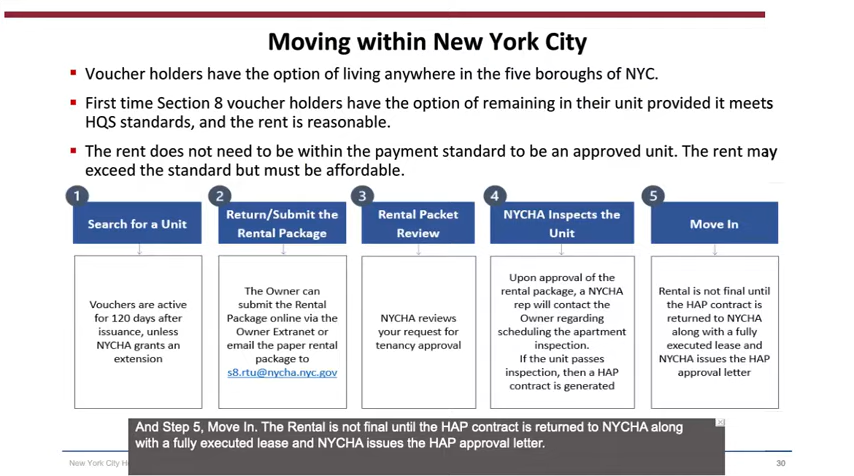 Moving within New York City
Voucher holders have the option of living anywhere in the five boroughs of NYC.
First time Section 8 voucher holders have the option of remaining in their unit provided it meets
HQS standards, and the rent is reasonable.
The rent does not need to be within the payment standard to be an approved unit. The rent may
exceed the standard but must be affordable.
1
Search for a Unit
Vouchers are active
for 120 days after
issuance, unless
NYCHA grants an
extension
2
Return/Submit the
Rental Package
The Owner can
submit the Rental
Package online via the
Owner Extranet or
email the paper rental
package to
s8.rtu@nycha.nyc.gov
3
Rental Packet
Review
NYCHA reviews
your request for
tenancy approval
4
NYCHA Inspects the
Unit
Upon approval of the
rental package, a NYCHA
rep will contact the
Owner regarding
scheduling the apartment
inspection.
If the unit passes
inspection, then a HAP
contract is generated
5
Move In
Rental is not final until
the HAP contract is
returned to NYCHA
along with a fully
executed lease and
NYCHA issues the HAP
approval letter
And Step 5, Move In. The Rental is not final until the HAP contract is returned to NYCHA along
with a fully executed lease and NYCHA issues the HAP approval letter.
New York City H
30